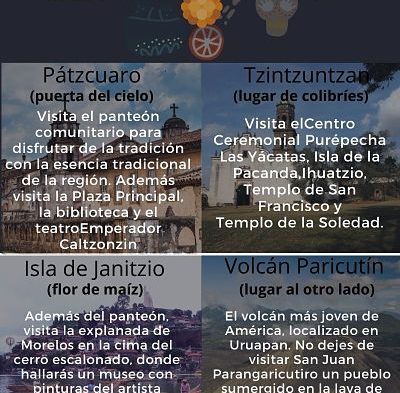 Pátzcuaro
(puerta del cielo)
Visita el panteón
comunitario para
disfrutar de la tradición
con la esencia tradicional
de la región. Además
visita la Plaza Principal,
la biblioteca y el
teatroEmperador
Caltzonzin
Tzintzuntzan
(lugar de colibríes)
Visita elCentro
Ceremonial Purépecha
Las Yácatas, Isla de la
Pacanda,Ihuatzio,
Templo de San
Francisco y
Templo de la Soledad.
Isla de Janitzio
(flor de maíz)
Además del panteón,
visita la explanada de
Morelos en la cima del
cerro escalonado, donde
hallarás un museo con
pinturas del artista
Volcán Paricutín
(lugar al otro lado)
El volcán más joven de
América, localizado en
Uruapan. No dejes de
visitar San Juan
Parangaricutiro un pueblo
sumergido en la lava de